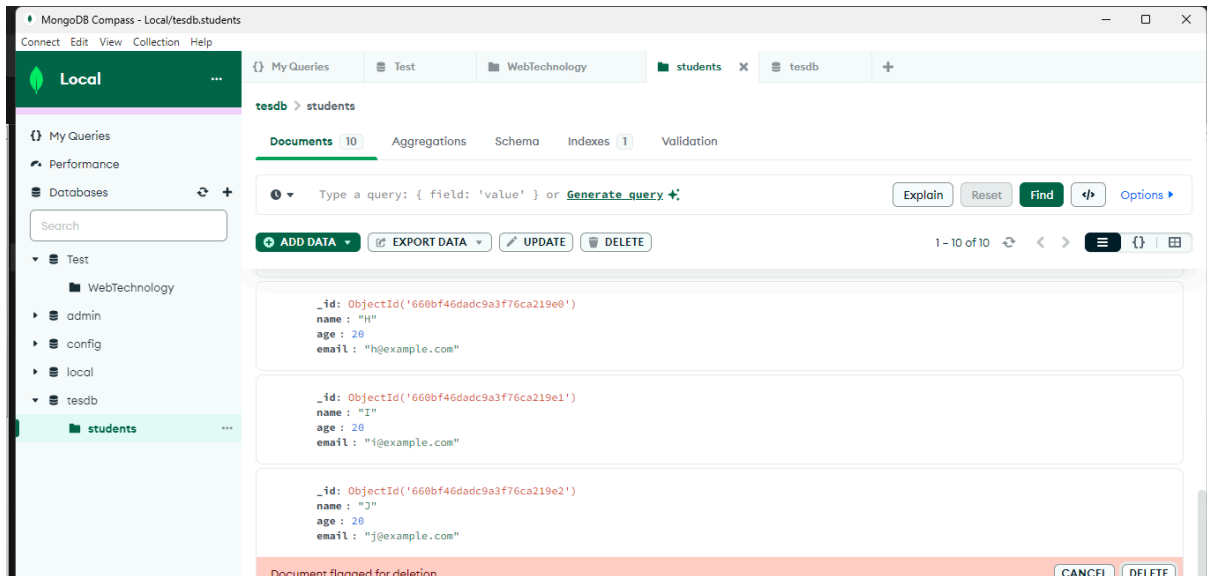 MongoDB Compass - Local/tesdb.students
Connect Edit View Collection Help
Local
{} My Queries
Performance
Databases
Search
Test
WebTechnology
admin
config
local
tesdb
students
{} My Queries Test WebTechnology students tesdb
tesdb > students
Documents 10 Aggregations Schema Indexes 1 Validation
Type a query: { field: 'value' } or Generate query
Explain Reset Find </> Options
ADD DATA EXPORT DATA UPDATE DELETE
1 – 10 of 10 {}
_id: ObjectId('660bf46dadc9a3f76ca219e0')
name : "H"
age : 20
email : "h@example.com"
_id: ObjectId('660bf46dadc9a3f76ca219e1')
name : "I"
age : 20
email : "i@example.com"
_id: ObjectId('660bf46dadc9a3f76ca219e2')
name : "J"
age : 20
email : "j@example.com"
Document flagged for deletion. CANCEL DELETE